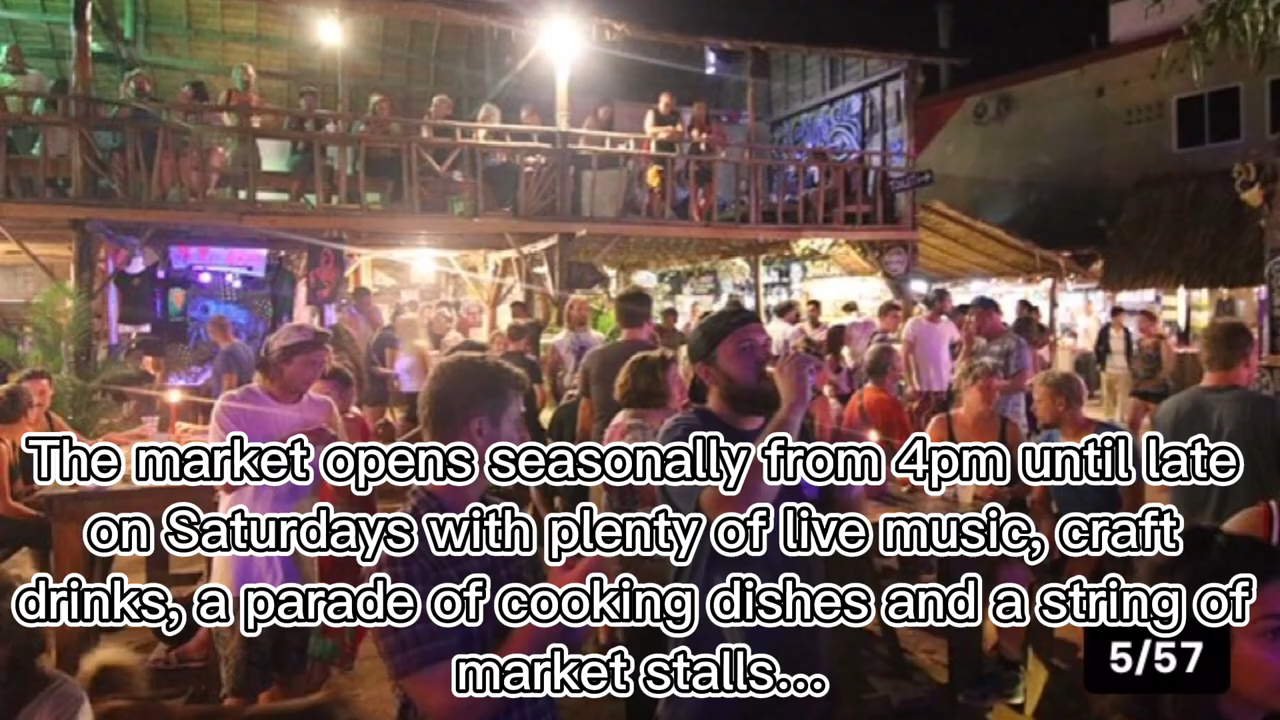 The market opens seasonally from 4pm until late
on Saturdays with plenty of live music, craft
drinks, a parade of cooking dishes and a string of
market stalls...
5/57